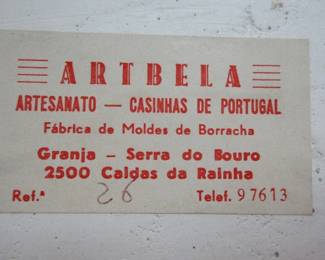 ARTBELA
ARTESANATO — CASINHAS DE PORTUGAL
Fábrica de Moldes de Borracha
Granja – Serra do Bouro
2500 Caldas da Rainha
Ref.ª 26 Telef. 97613